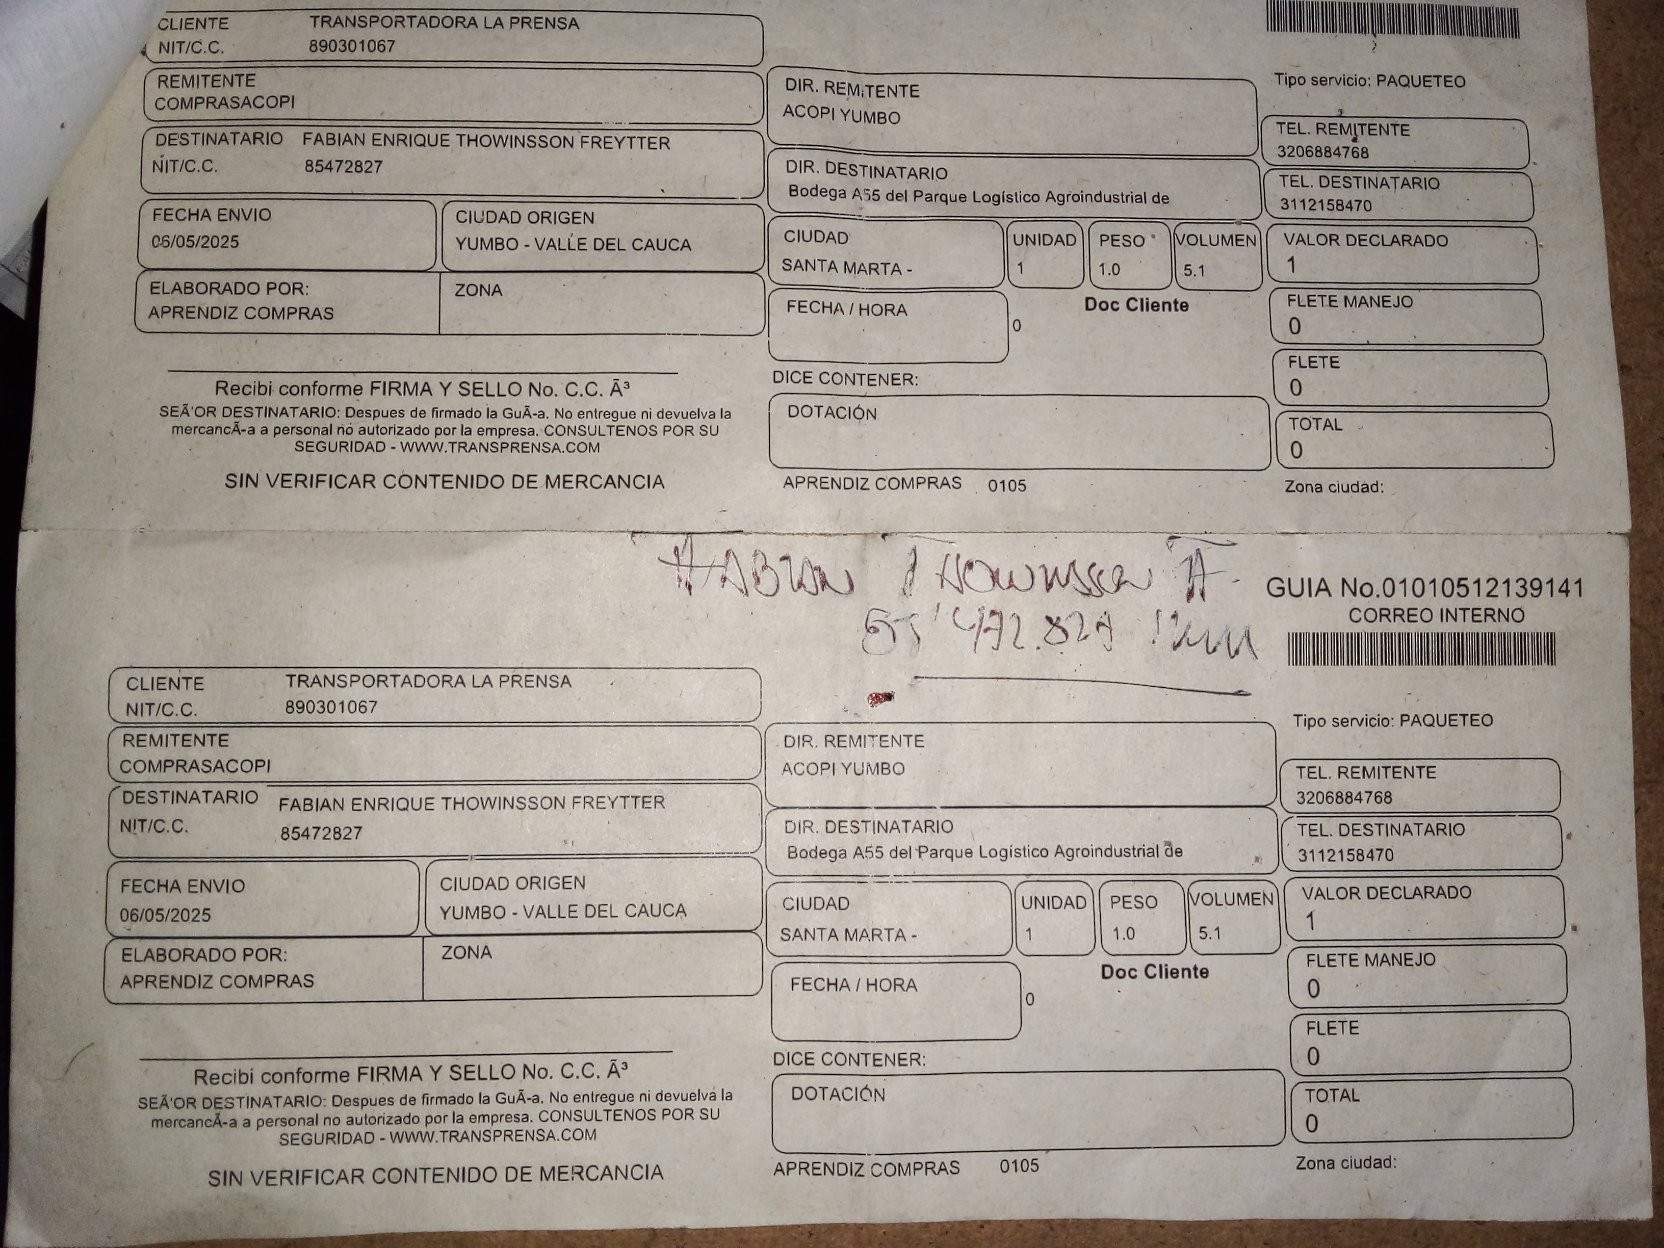 CLIENTE TRANSPORTADORA LA PRENSA
NIT/C.C. 890301067
REMITENTE
COMPRASACOPI
DIR. REMITENTE
ACOPI YUMBO
Tipo servicio: PAQUETEO
TEL. REMITENTE
3206884768
DESTINATARIO FABIAN ENRIQUE THOWINSSON FREYTTER
NIT/C.C. 85472827
DIR. DESTINATARIO
Bodega A55 del Parque Logístico Agroindustrial de
TEL. DESTINATARIO
3112158470
FECHA ENVIO
06/05/2025
CIUDAD ORIGEN
YUMBO - VALLE DEL CAUCA
CIUDAD
SANTA MARTA -
UNIDAD
1
PESO
1.0
VOLUMEN
5.1
VALOR DECLARADO
1
ELABORADO POR:
APRENDIZ COMPRAS
ZONA
FECHA / HORA
0
Doc Cliente
FLETE MANEJO
0
FLETE
0
Recibi conforme FIRMA Y SELLO No. C.C. Ã³
SEÃ'OR DESTINATARIO: Despues de firmado la GuÃ-a. No entregue ni devuelva la
mercancÃ-a a personal no autorizado por la empresa. CONSULTENOS POR SU
SEGURIDAD - WWW.TRANSPRENSA.COM
SIN VERIFICAR CONTENIDO DE MERCANCIA
DICE CONTENER:
DOTACIÓN
TOTAL
0
APRENDIZ COMPRAS 0105
Zona ciudad:
FABIAN THOWINSSON F.
85'472.827
GUIA No.01010512139141
CORREO INTERNO
CLIENTE TRANSPORTADORA LA PRENSA
NIT/C.C. 890301067
REMITENTE
COMPRASACOPI
DIR. REMITENTE
ACOPI YUMBO
Tipo servicio: PAQUETEO
TEL. REMITENTE
3206884768
DESTINATARIO FABIAN ENRIQUE THOWINSSON FREYTTER
NIT/C.C. 85472827
DIR. DESTINATARIO
Bodega A55 del Parque Logístico Agroindustrial de
TEL. DESTINATARIO
3112158470
FECHA ENVIO
06/05/2025
CIUDAD ORIGEN
YUMBO - VALLE DEL CAUCA
CIUDAD
SANTA MARTA -
UNIDAD
1
PESO
1.0
VOLUMEN
5.1
VALOR DECLARADO
1
ELABORADO POR:
APRENDIZ COMPRAS
ZONA
FECHA / HORA
0
Doc Cliente
FLETE MANEJO
0
FLETE
0
Recibi conforme FIRMA Y SELLO No. C.C. Ã³
SEÃ'OR DESTINATARIO: Despues de firmado la GuÃ-a. No entregue ni devuelva la
mercancÃ-a a personal no autorizado por la empresa. CONSULTENOS POR SU
SEGURIDAD - WWW.TRANSPRENSA.COM
SIN VERIFICAR CONTENIDO DE MERCANCIA
DICE CONTENER:
DOTACIÓN
TOTAL
0
APRENDIZ COMPRAS 0105
Zona ciudad: